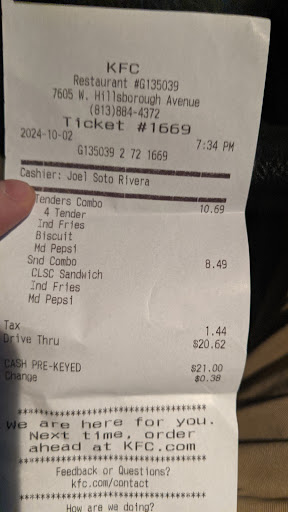 KFC
Restaurant #G135039
7605 W. Hillsborough Avenue
(813)884-4372
Ticket #1669
2024-10-02 7:34 PM
G135039 2 72 1669
Cashier: Joel Soto Rivera
Tenders Combo 10.69
4 Tender
Ind Fries
Biscuit
Md Pepsi
Snd Combo 8.49
CLSC Sandwich
Ind Fries
Md Pepsi
Tax 1.44
Drive Thru $20.62
CASH PRE-KEYED $21.00
Change $0.38
************************************
We are here for you.
Next time, order
ahead at KFC.com
************************************
Feedback or Questions?
kfc.com/contact
************************************
How are we doing?